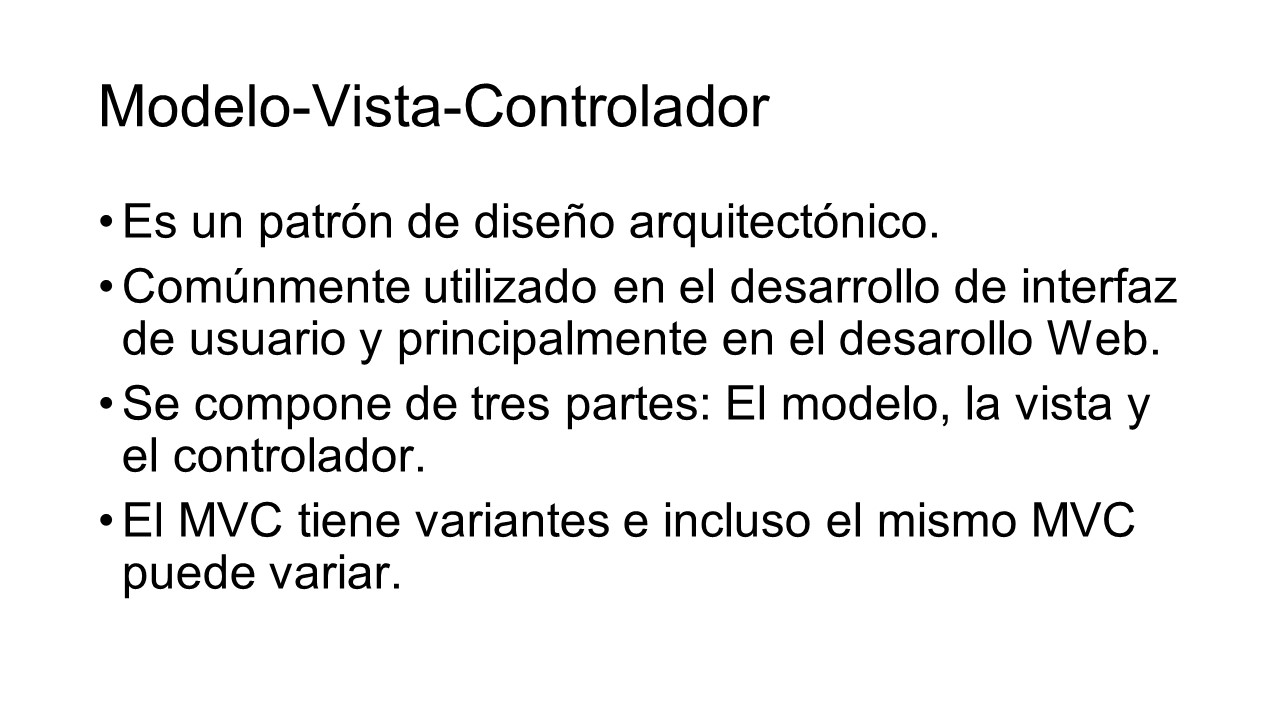 Modelo-Vista-Controlador
• Es un patrón de diseño arquitectónico.
• Comúnmente utilizado en el desarrollo de interfaz
de usuario y principalmente en el desarollo Web.
• Se compone de tres partes: El modelo, la vista y
el controlador.
• El MVC tiene variantes e incluso el mismo MVC
puede variar.